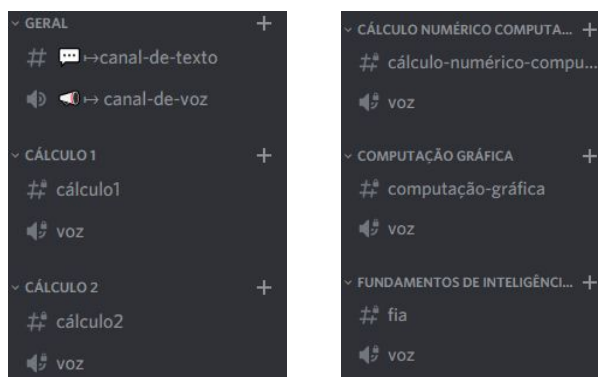 GERAL
💬↦canal-de-texto
📢↦ canal-de-voz
CÁLCULO 1
cálculo1
voz
CÁLCULO 2
cálculo2
voz
CÁLCULO NUMÉRICO COMPUTA...
cálculo-numérico-compu...
voz
COMPUTAÇÃO GRÁFICA
computação-gráfica
voz
FUNDAMENTOS DE INTELIGÊNCI...
fia
voz